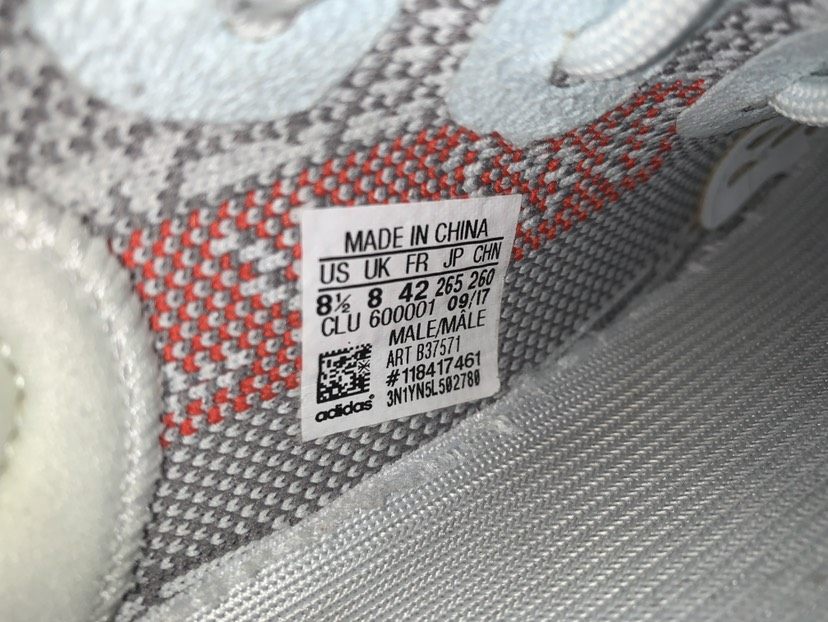 MADE IN CHINA
US UK FR JP CHN
8½ 8 42 265 260
CLU 600001 09/17
MALE/MÂLE
ART B37571
#118417461
3N1YN5L502780
adidas